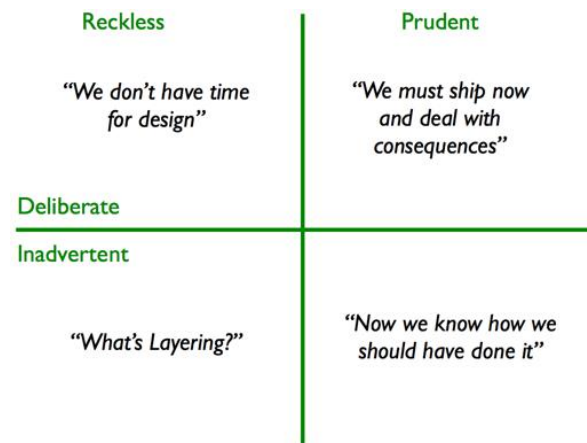 Reckless
Prudent
“We don’t have time
for design”
“We must ship now
and deal with
consequences”
Deliberate
Inadvertent
“What’s Layering?”
“Now we know how we
should have done it”